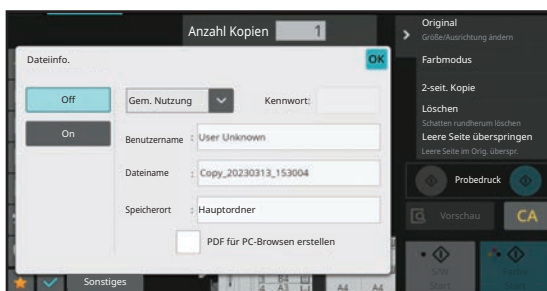 Anzahl Kopien 1
Original
Größe/Ausrichtung ändern
Farbmodus
2-seit. Kopie
Löschen
Schatten rundherum löschen
Leere Seite überspringen
Leere Seite im Orig. überspr.
Probedruck
Vorschau
CA
S/W
Start
Farbe
Start
Dateiinfo.
OK
Off
On
Gem. Nutzung
Kennwort:
Benutzername : User Unknown
Dateiname : Copy_20230313_153004
Speicherort : Hauptordner
PDF für PC-Browsen erstellen
Sonstiges
B4
A3
A4
A4